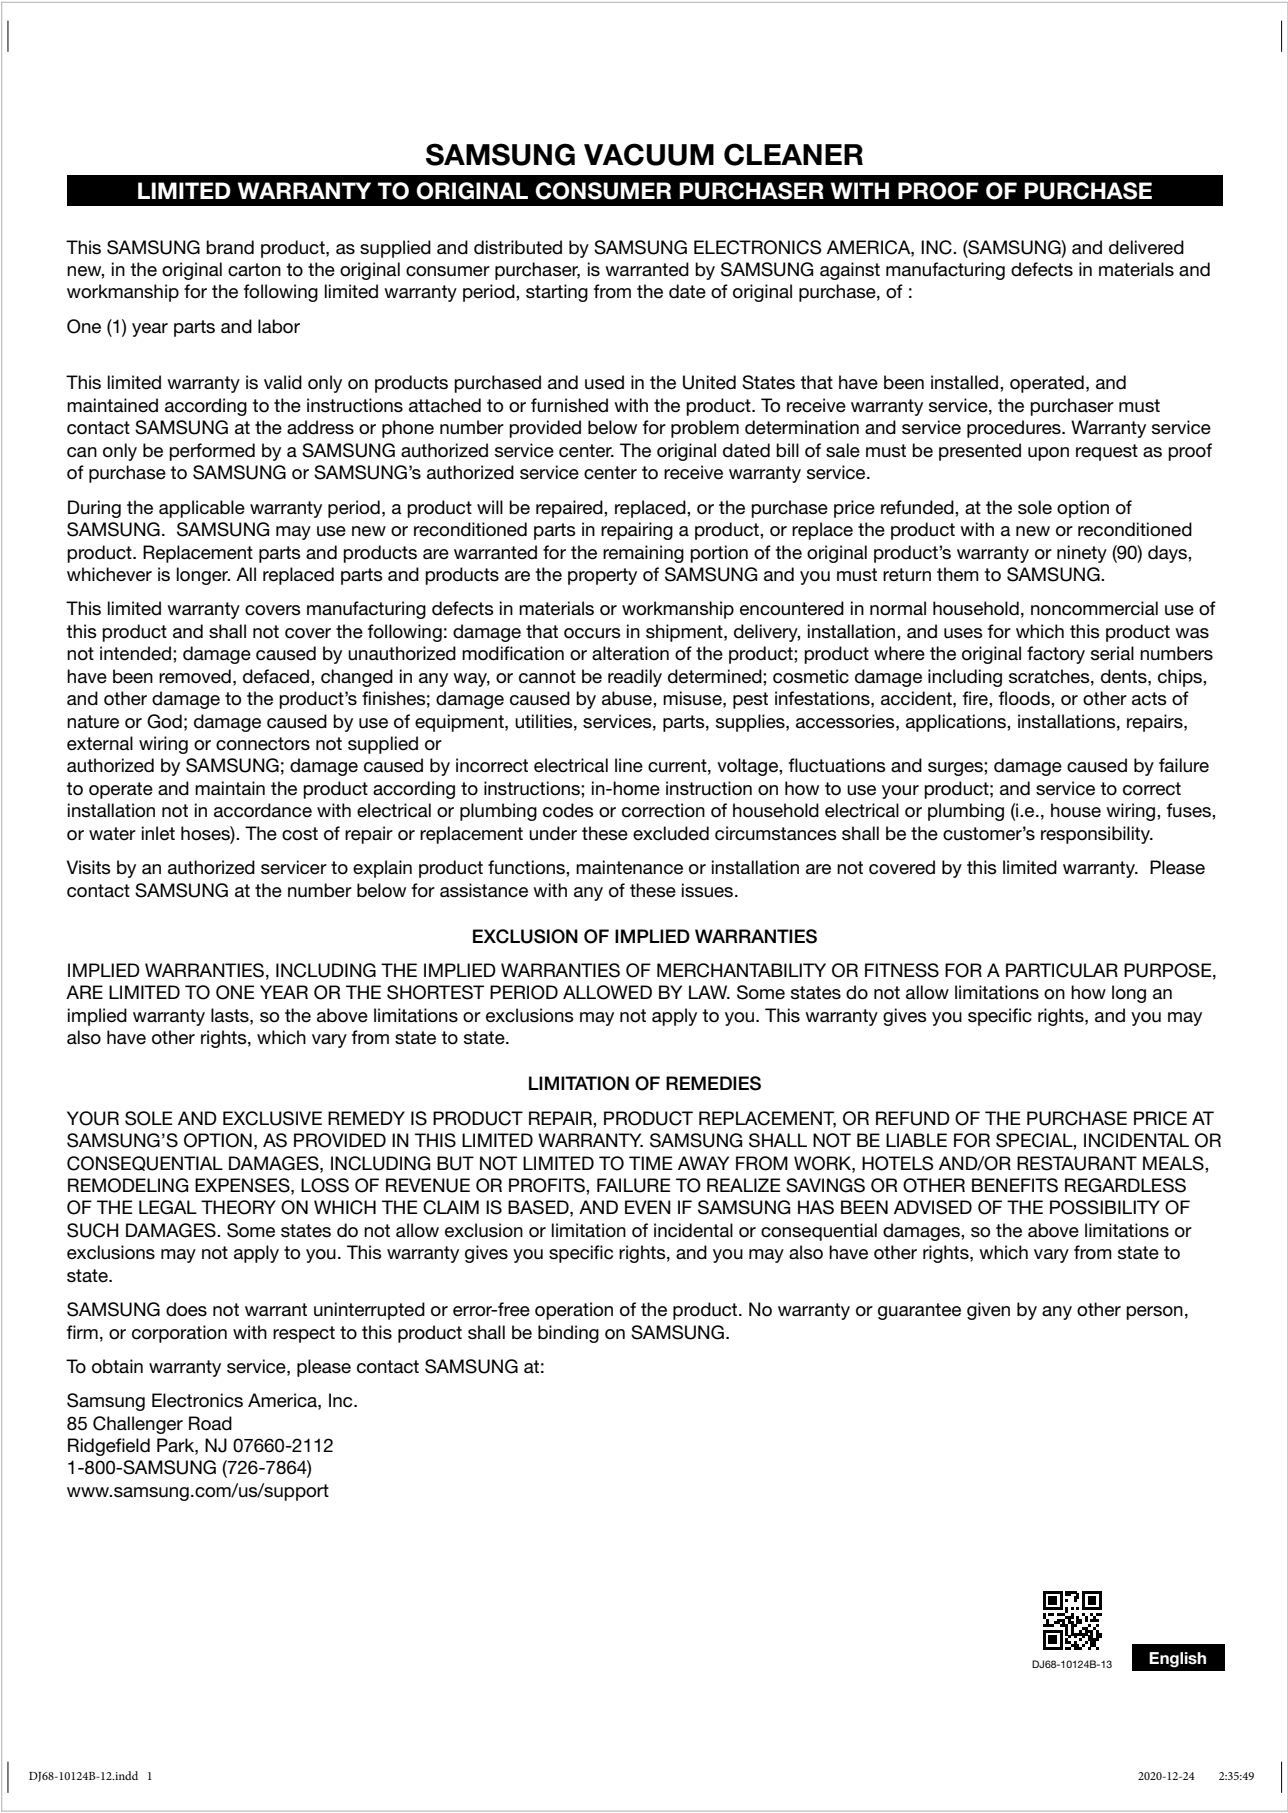 SAMSUNG VACUUM CLEANER
LIMITED WARRANTY TO ORIGINAL CONSUMER PURCHASER WITH PROOF OF PURCHASE
This SAMSUNG brand product, as supplied and distributed by SAMSUNG ELECTRONICS AMERICA, INC. (SAMSUNG) and delivered
new, in the original carton to the original consumer purchaser, is warranted by SAMSUNG against manufacturing defects in materials and
workmanship for the following limited warranty period, starting from the date of original purchase, of :
One (1) year parts and labor
This limited warranty is valid only on products purchased and used in the United States that have been installed, operated, and
maintained according to the instructions attached to or furnished with the product. To receive warranty service, the purchaser must
contact SAMSUNG at the address or phone number provided below for problem determination and service procedures. Warranty service
can only be performed by a SAMSUNG authorized service center. The original dated bill of sale must be presented upon request as proof
of purchase to SAMSUNG or SAMSUNG’s authorized service center to receive warranty service.
During the applicable warranty period, a product will be repaired, replaced, or the purchase price refunded, at the sole option of
SAMSUNG.  SAMSUNG may use new or reconditioned parts in repairing a product, or replace the product with a new or reconditioned
product. Replacement parts and products are warranted for the remaining portion of the original product’s warranty or ninety (90) days,
whichever is longer. All replaced parts and products are the property of SAMSUNG and you must return them to SAMSUNG.
This limited warranty covers manufacturing defects in materials or workmanship encountered in normal household, noncommercial use of
this product and shall not cover the following: damage that occurs in shipment, delivery, installation, and uses for which this product was
not intended; damage caused by unauthorized modification or alteration of the product; product where the original factory serial numbers
have been removed, defaced, changed in any way, or cannot be readily determined; cosmetic damage including scratches, dents, chips,
and other damage to the product’s finishes; damage caused by abuse, misuse, pest infestations, accident, fire, floods, or other acts of
nature or God; damage caused by use of equipment, utilities, services, parts, supplies, accessories, applications, installations, repairs,
external wiring or connectors not supplied or
authorized by SAMSUNG; damage caused by incorrect electrical line current, voltage, fluctuations and surges; damage caused by failure
to operate and maintain the product according to instructions; in-home instruction on how to use your product; and service to correct
installation not in accordance with electrical or plumbing codes or correction of household electrical or plumbing (i.e., house wiring, fuses,
or water inlet hoses). The cost of repair or replacement under these excluded circumstances shall be the customer’s responsibility.
Visits by an authorized servicer to explain product functions, maintenance or installation are not covered by this limited warranty.  Please
contact SAMSUNG at the number below for assistance with any of these issues.
EXCLUSION OF IMPLIED WARRANTIES
IMPLIED WARRANTIES, INCLUDING THE IMPLIED WARRANTIES OF MERCHANTABILITY OR FITNESS FOR A PARTICULAR PURPOSE,
ARE LIMITED TO ONE YEAR OR THE SHORTEST PERIOD ALLOWED BY LAW. Some states do not allow limitations on how long an
implied warranty lasts, so the above limitations or exclusions may not apply to you. This warranty gives you specific rights, and you may
also have other rights, which vary from state to state.
LIMITATION OF REMEDIES
YOUR SOLE AND EXCLUSIVE REMEDY IS PRODUCT REPAIR, PRODUCT REPLACEMENT, OR REFUND OF THE PURCHASE PRICE AT
SAMSUNG’S OPTION, AS PROVIDED IN THIS LIMITED WARRANTY. SAMSUNG SHALL NOT BE LIABLE FOR SPECIAL, INCIDENTAL OR
CONSEQUENTIAL DAMAGES, INCLUDING BUT NOT LIMITED TO TIME AWAY FROM WORK, HOTELS AND/OR RESTAURANT MEALS,
REMODELING EXPENSES, LOSS OF REVENUE OR PROFITS, FAILURE TO REALIZE SAVINGS OR OTHER BENEFITS REGARDLESS
OF THE LEGAL THEORY ON WHICH THE CLAIM IS BASED, AND EVEN IF SAMSUNG HAS BEEN ADVISED OF THE POSSIBILITY OF
SUCH DAMAGES. Some states do not allow exclusion or limitation of incidental or consequential damages, so the above limitations or
exclusions may not apply to you. This warranty gives you specific rights, and you may also have other rights, which vary from state to
state.
SAMSUNG does not warrant uninterrupted or error-free operation of the product. No warranty or guarantee given by any other person,
firm, or corporation with respect to this product shall be binding on SAMSUNG.
To obtain warranty service, please contact SAMSUNG at:
Samsung Electronics America, Inc.
85 Challenger Road
Ridgefield Park, NJ 07660-2112
1-800-SAMSUNG (726-7864)
www.samsung.com/us/support
DJ68-10124B-13
English
DJ68-10124B-12.indd   1
2020-12-24   2:35:49